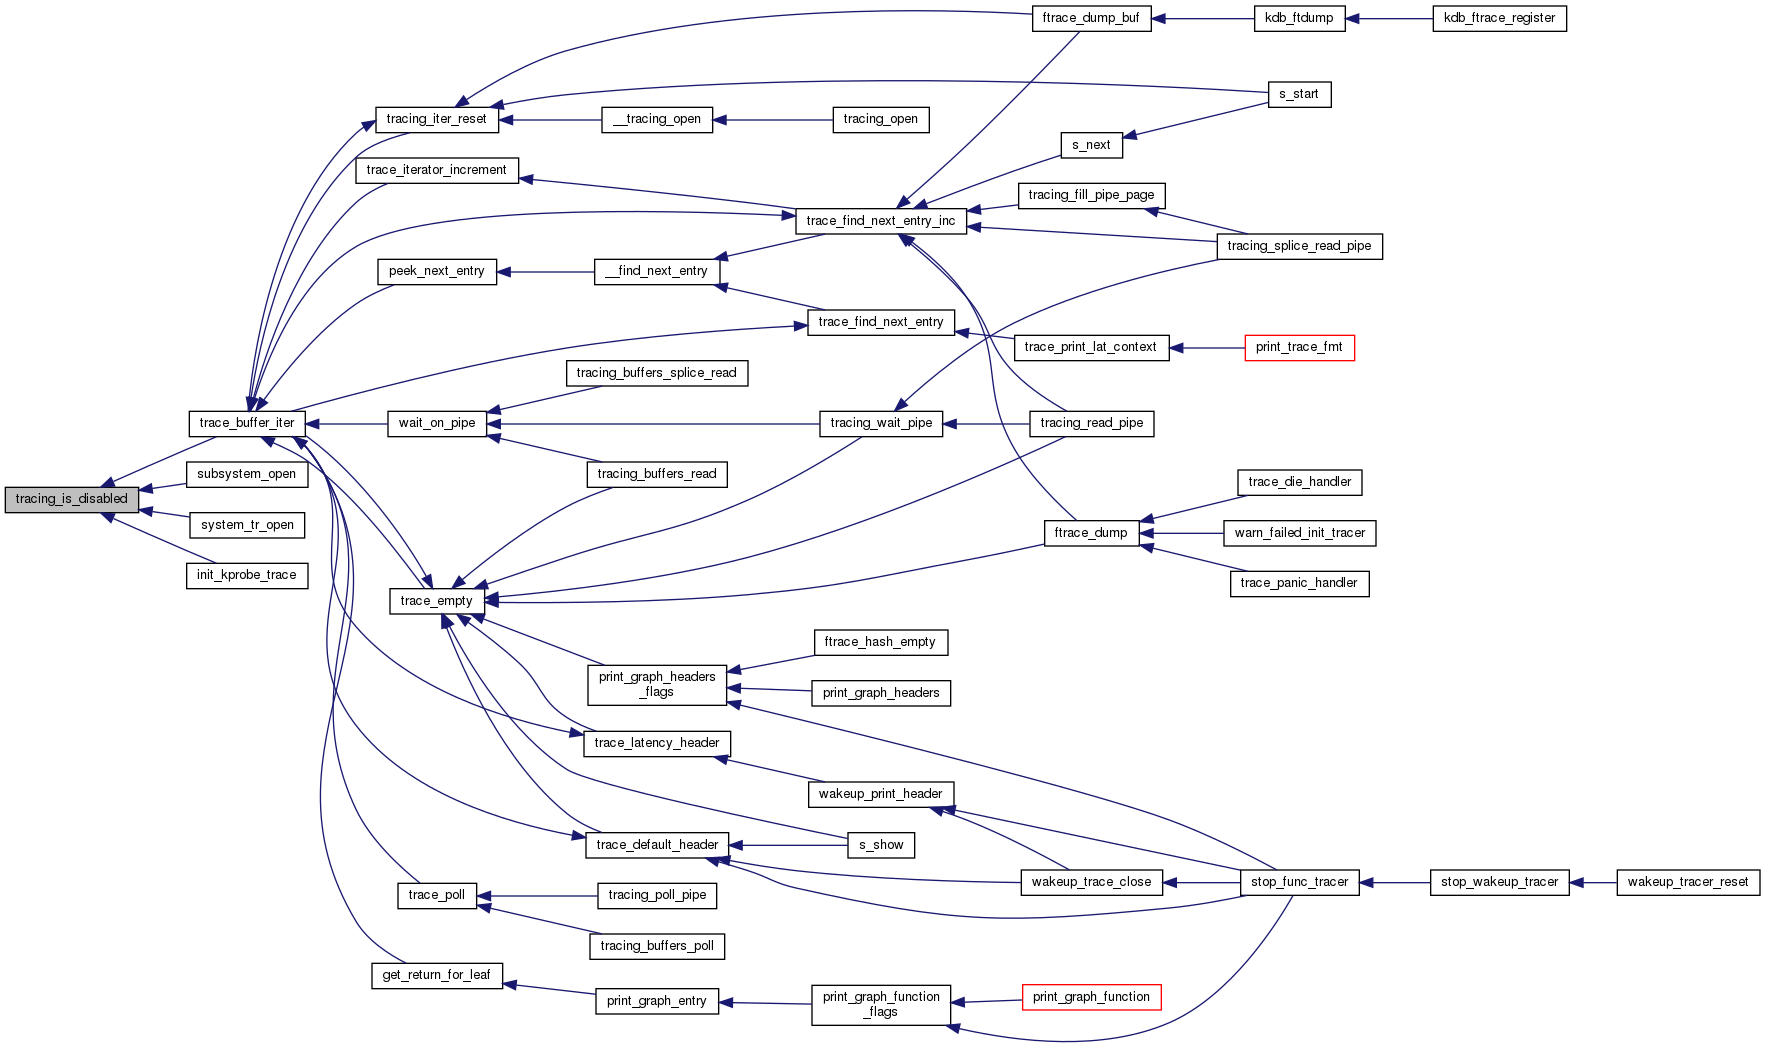 ftrace_dump_buf
kdb_ftdump
kdb_ftrace_register
s_start
tracing_iter_reset
__tracing_open
tracing_open
s_next
trace_iterator_increment
tracing_fill_pipe_page
trace_find_next_entry_inc
tracing_splice_read_pipe
peek_next_entry
__find_next_entry
trace_find_next_entry
trace_print_lat_context
print_trace_fmt
tracing_buffers_splice_read
trace_buffer_iter
wait_on_pipe
tracing_wait_pipe
tracing_read_pipe
subsystem_open
tracing_buffers_read
trace_die_handler
tracing_is_disabled
system_tr_open
ftrace_dump
warn_failed_init_tracer
init_kprobe_trace
trace_panic_handler
trace_empty
ftrace_hash_empty
print_graph_headers
_flags
print_graph_headers
trace_latency_header
wakeup_print_header
trace_default_header
s_show
wakeup_trace_close
stop_func_tracer
stop_wakeup_tracer
wakeup_tracer_reset
trace_poll
tracing_poll_pipe
tracing_buffers_poll
get_return_for_leaf
print_graph_entry
print_graph_function
_flags
print_graph_function